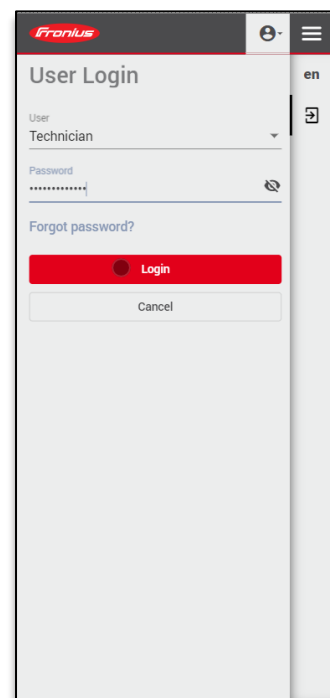 Fronius
User Login
en
User
Technician
Password
•••••••••••••
Forgot password?
Login
Cancel